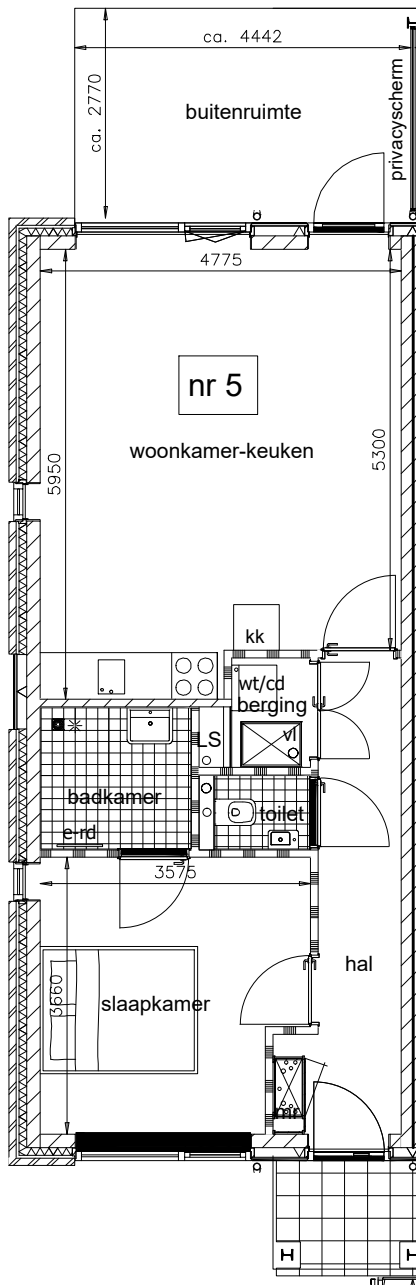 ca. 4442
ca. 2770
buitenruimte
privacyscherm
4775
nr 5
woonkamer-keuken
5950
5300
kk
wt/cd
berging
LS
vl
badkamer
toilet
e-rd
3575
hal
3660
slaapkamer
mr
H H